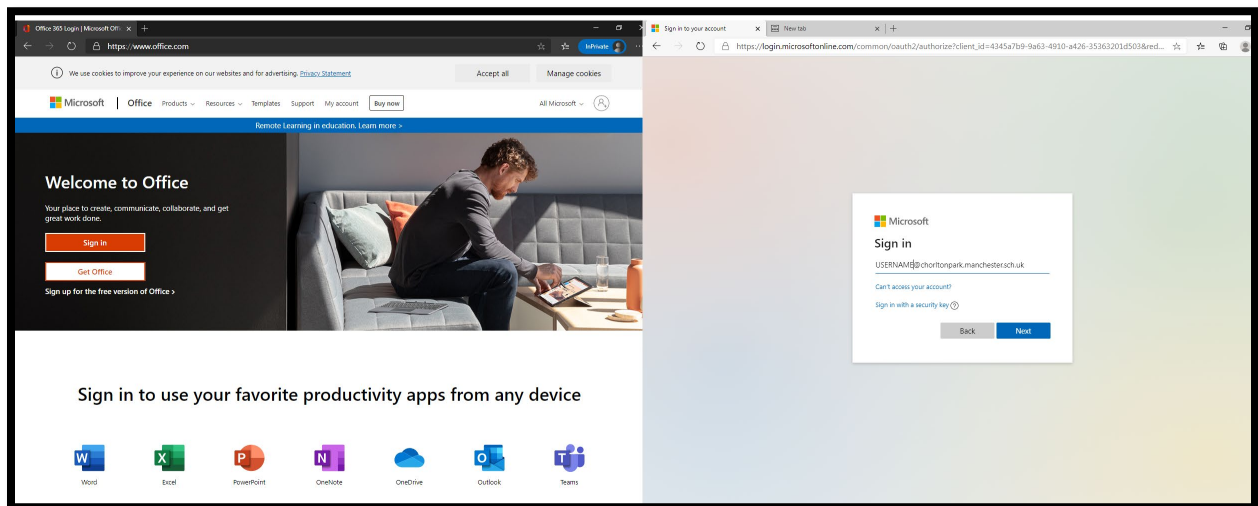 Office 365 Login | Microsoft Offi
https://www.office.com
InPrivate
We use cookies to improve your experience on our websites and for advertising. Privacy Statement
Accept all
Manage cookies
Microsoft
Office
Products
Resources
Templates
Support
My account
Buy now
All Microsoft
Remote Learning in education. Learn more >
Welcome to Office
Your place to create, communicate, collaborate, and get
great work done.
Sign in
Get Office
Sign up for the free version of Office >
Sign in to use your favorite productivity apps from any device
Word
Excel
PowerPoint
OneNote
OneDrive
Outlook
Teams
Sign in to your account
New tab
https://login.microsoftonline.com/common/oauth2/authorize?client_id=4345a7b9-9a63-4910-a426-35363201d503&red...
Microsoft
Sign in
USERNAME@chorltonpark.manchester.sch.uk
Can't access your account?
Sign in with a security key
Back
Next